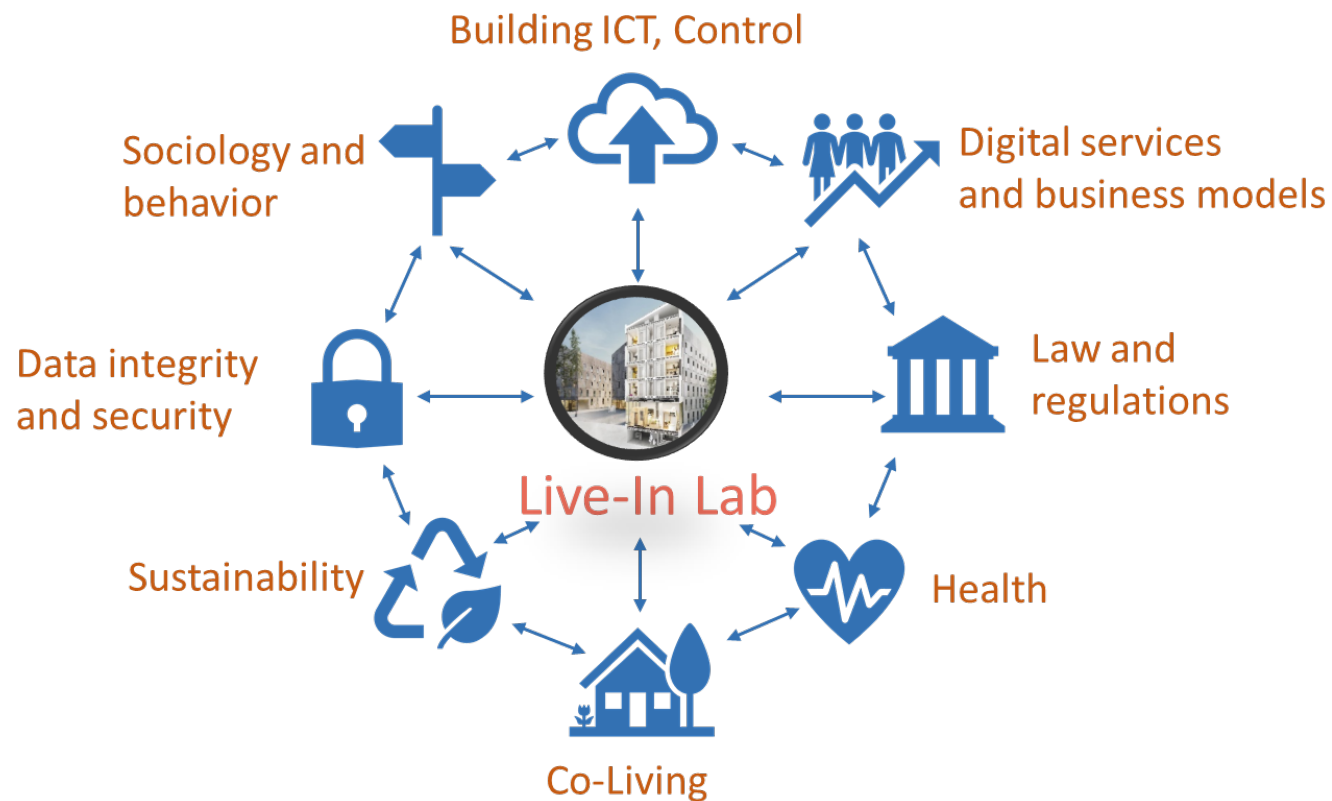 Building ICT, Control
Sociology and
behavior
Digital services
and business models
Data integrity
and security
Law and
regulations
Live-In Lab
Sustainability
Health
Co-Living